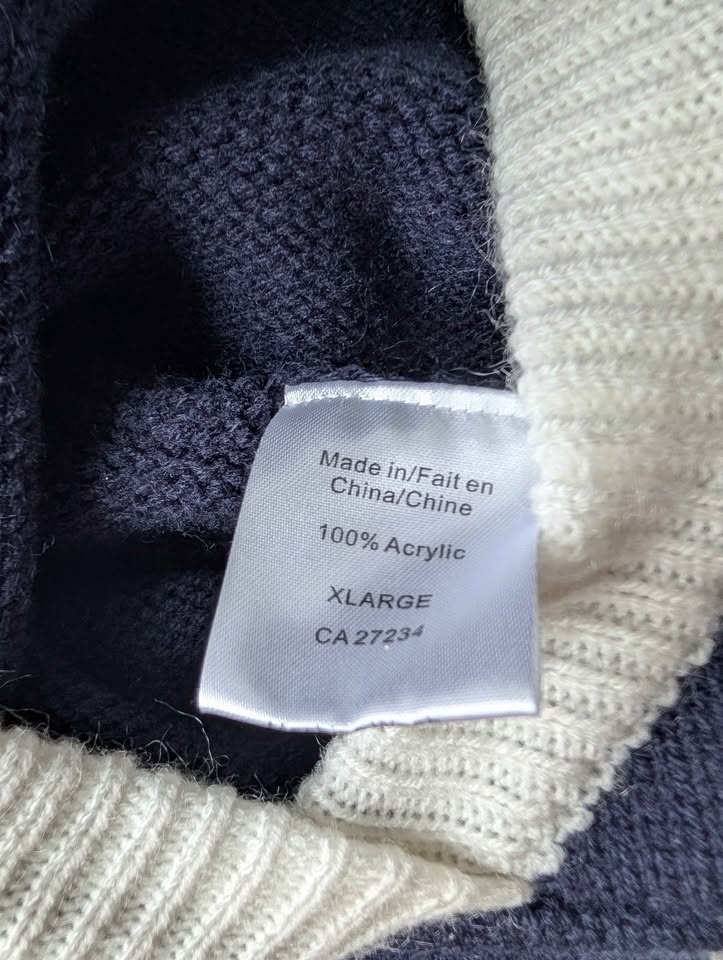 Made in/Fait en
China/Chine
100% Acrylic
XLARGE
CA 27234